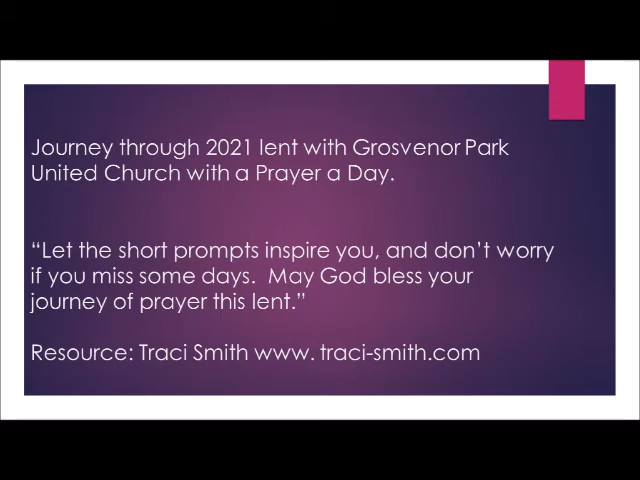 Journey through 2021 lent with Grosvenor Park
United Church with a Prayer a Day.
“Let the short prompts inspire you, and don’t worry
if you miss some days.  May God bless your
journey of prayer this lent.”
Resource: Traci Smith www. traci-smith.com